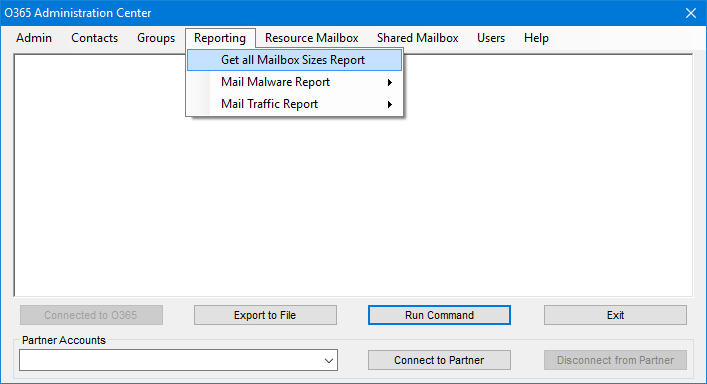 O365 Administration Center
Admin Contacts Groups Reporting Resource Mailbox Shared Mailbox Users Help
Get all Mailbox Sizes Report
Mail Malware Report
Mail Traffic Report
Connected to O365 Export to File Run Command Exit
Partner Accounts
Connect to Partner Disconnect from Partner